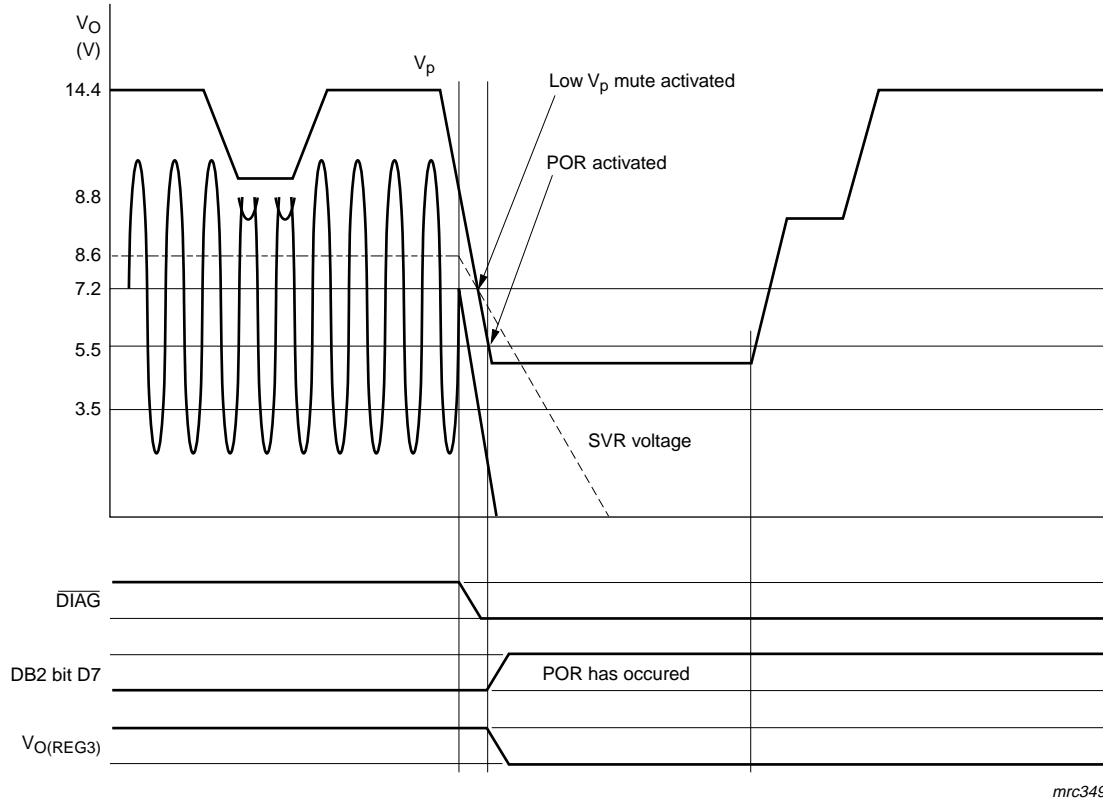 VO
(V)
Vp
14.4
Low Vp mute activated
POR activated
8.8
8.6
7.2
5.5
3.5
SVR voltage
DIAG
DB2 bit D7
POR has occured
VO(REG3)
mrc349